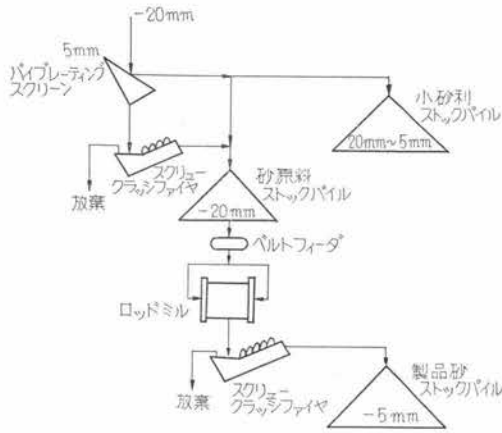 -20mm
5mm
バイブレーティング
スクリーン
小砂利
ストックパイル
20mm~5mm
スクリュー
クラッシファイヤ
放棄
砂原料
ストックパイル
-20mm
ベルトフィーダ
ロッドミル
スクリュー
クラッシファイヤ
放棄
製品砂
ストックパイル
-5mm